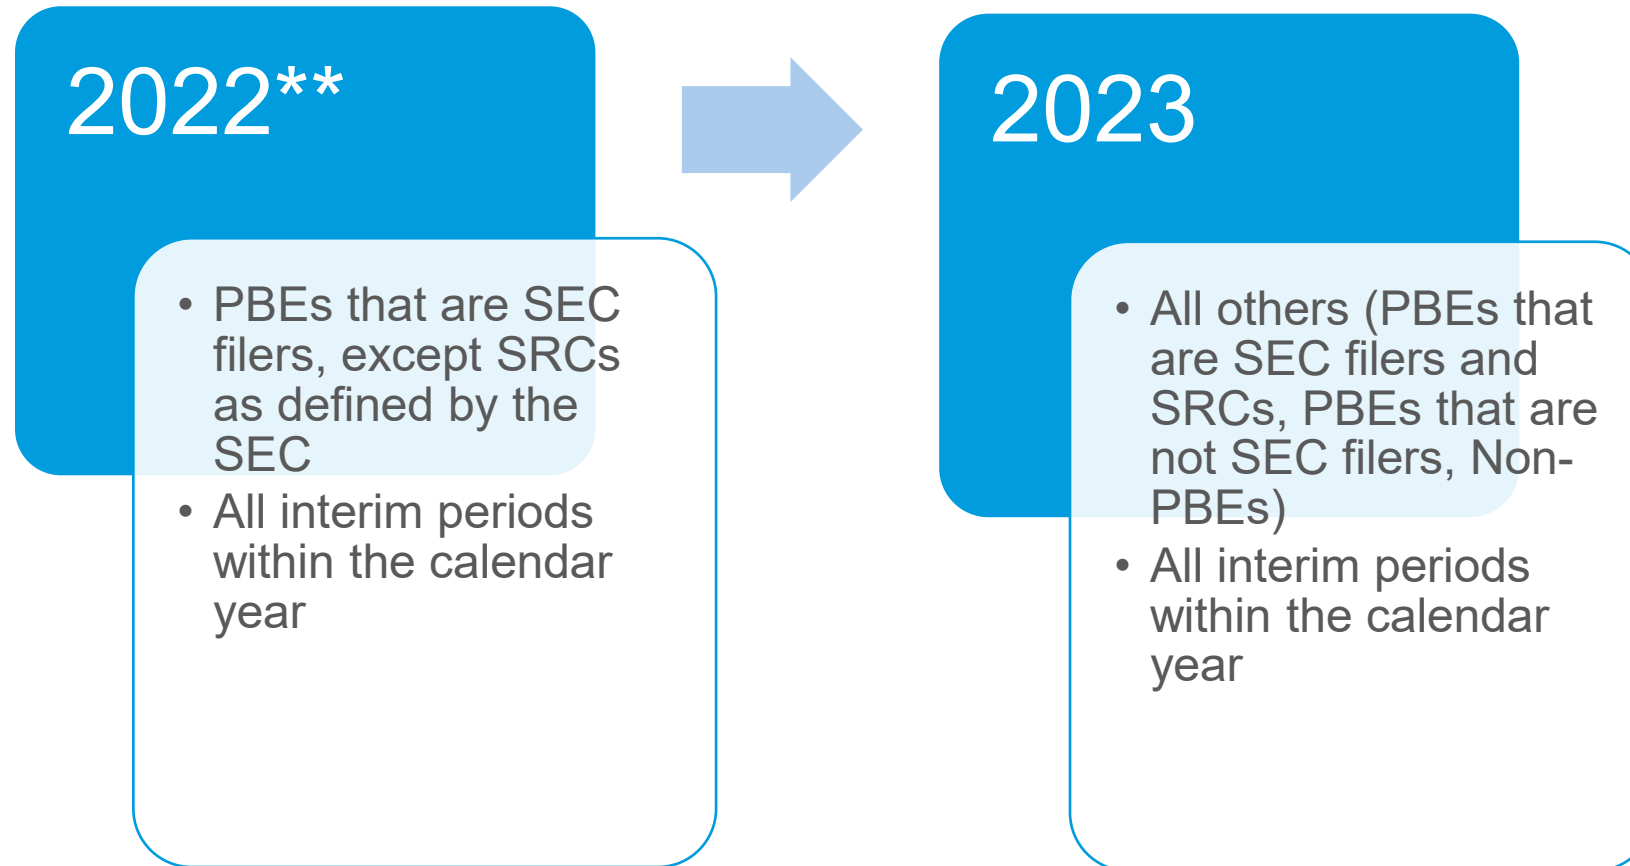 2022**
• PBEs that are SEC
filers, except SRCs
as defined by the
SEC
• All interim periods
within the calendar
year
2023
• All others (PBEs that
are SEC filers and
SRCs, PBEs that are
not SEC filers, Non-
PBEs)
• All interim periods
within the calendar
year